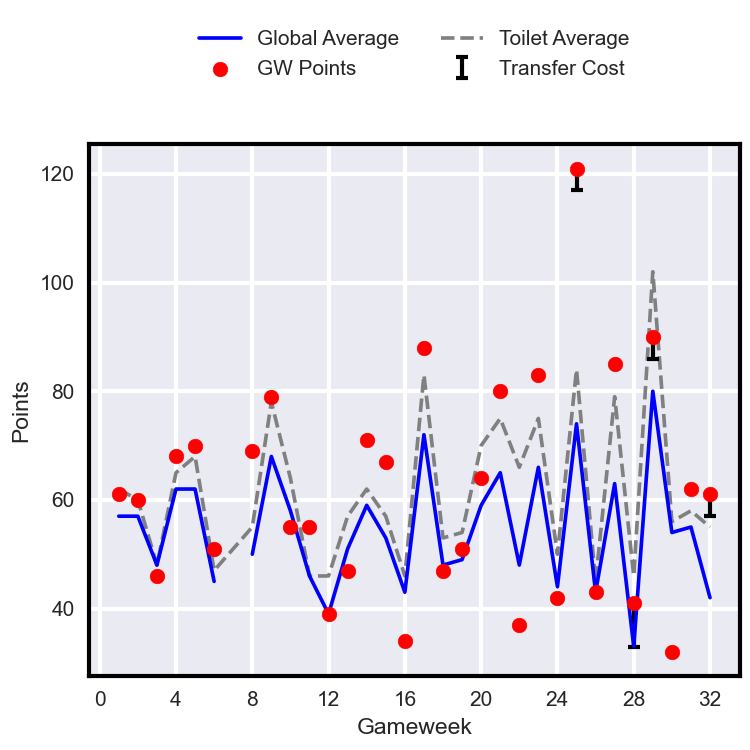 Global Average
Toilet Average
GW Points
Transfer Cost
120
100
80
60
40
Points
0 4 8 12 16 20 24 28 32
Gameweek